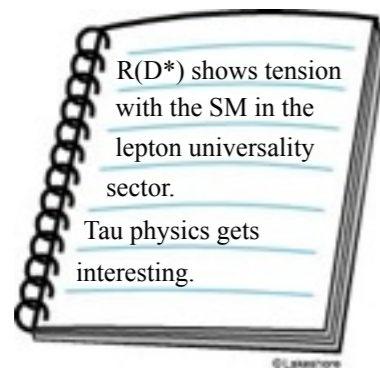 R(D*) shows tension
with the SM in the
lepton universality
sector.
Tau physics gets
interesting.
©Lakeshore